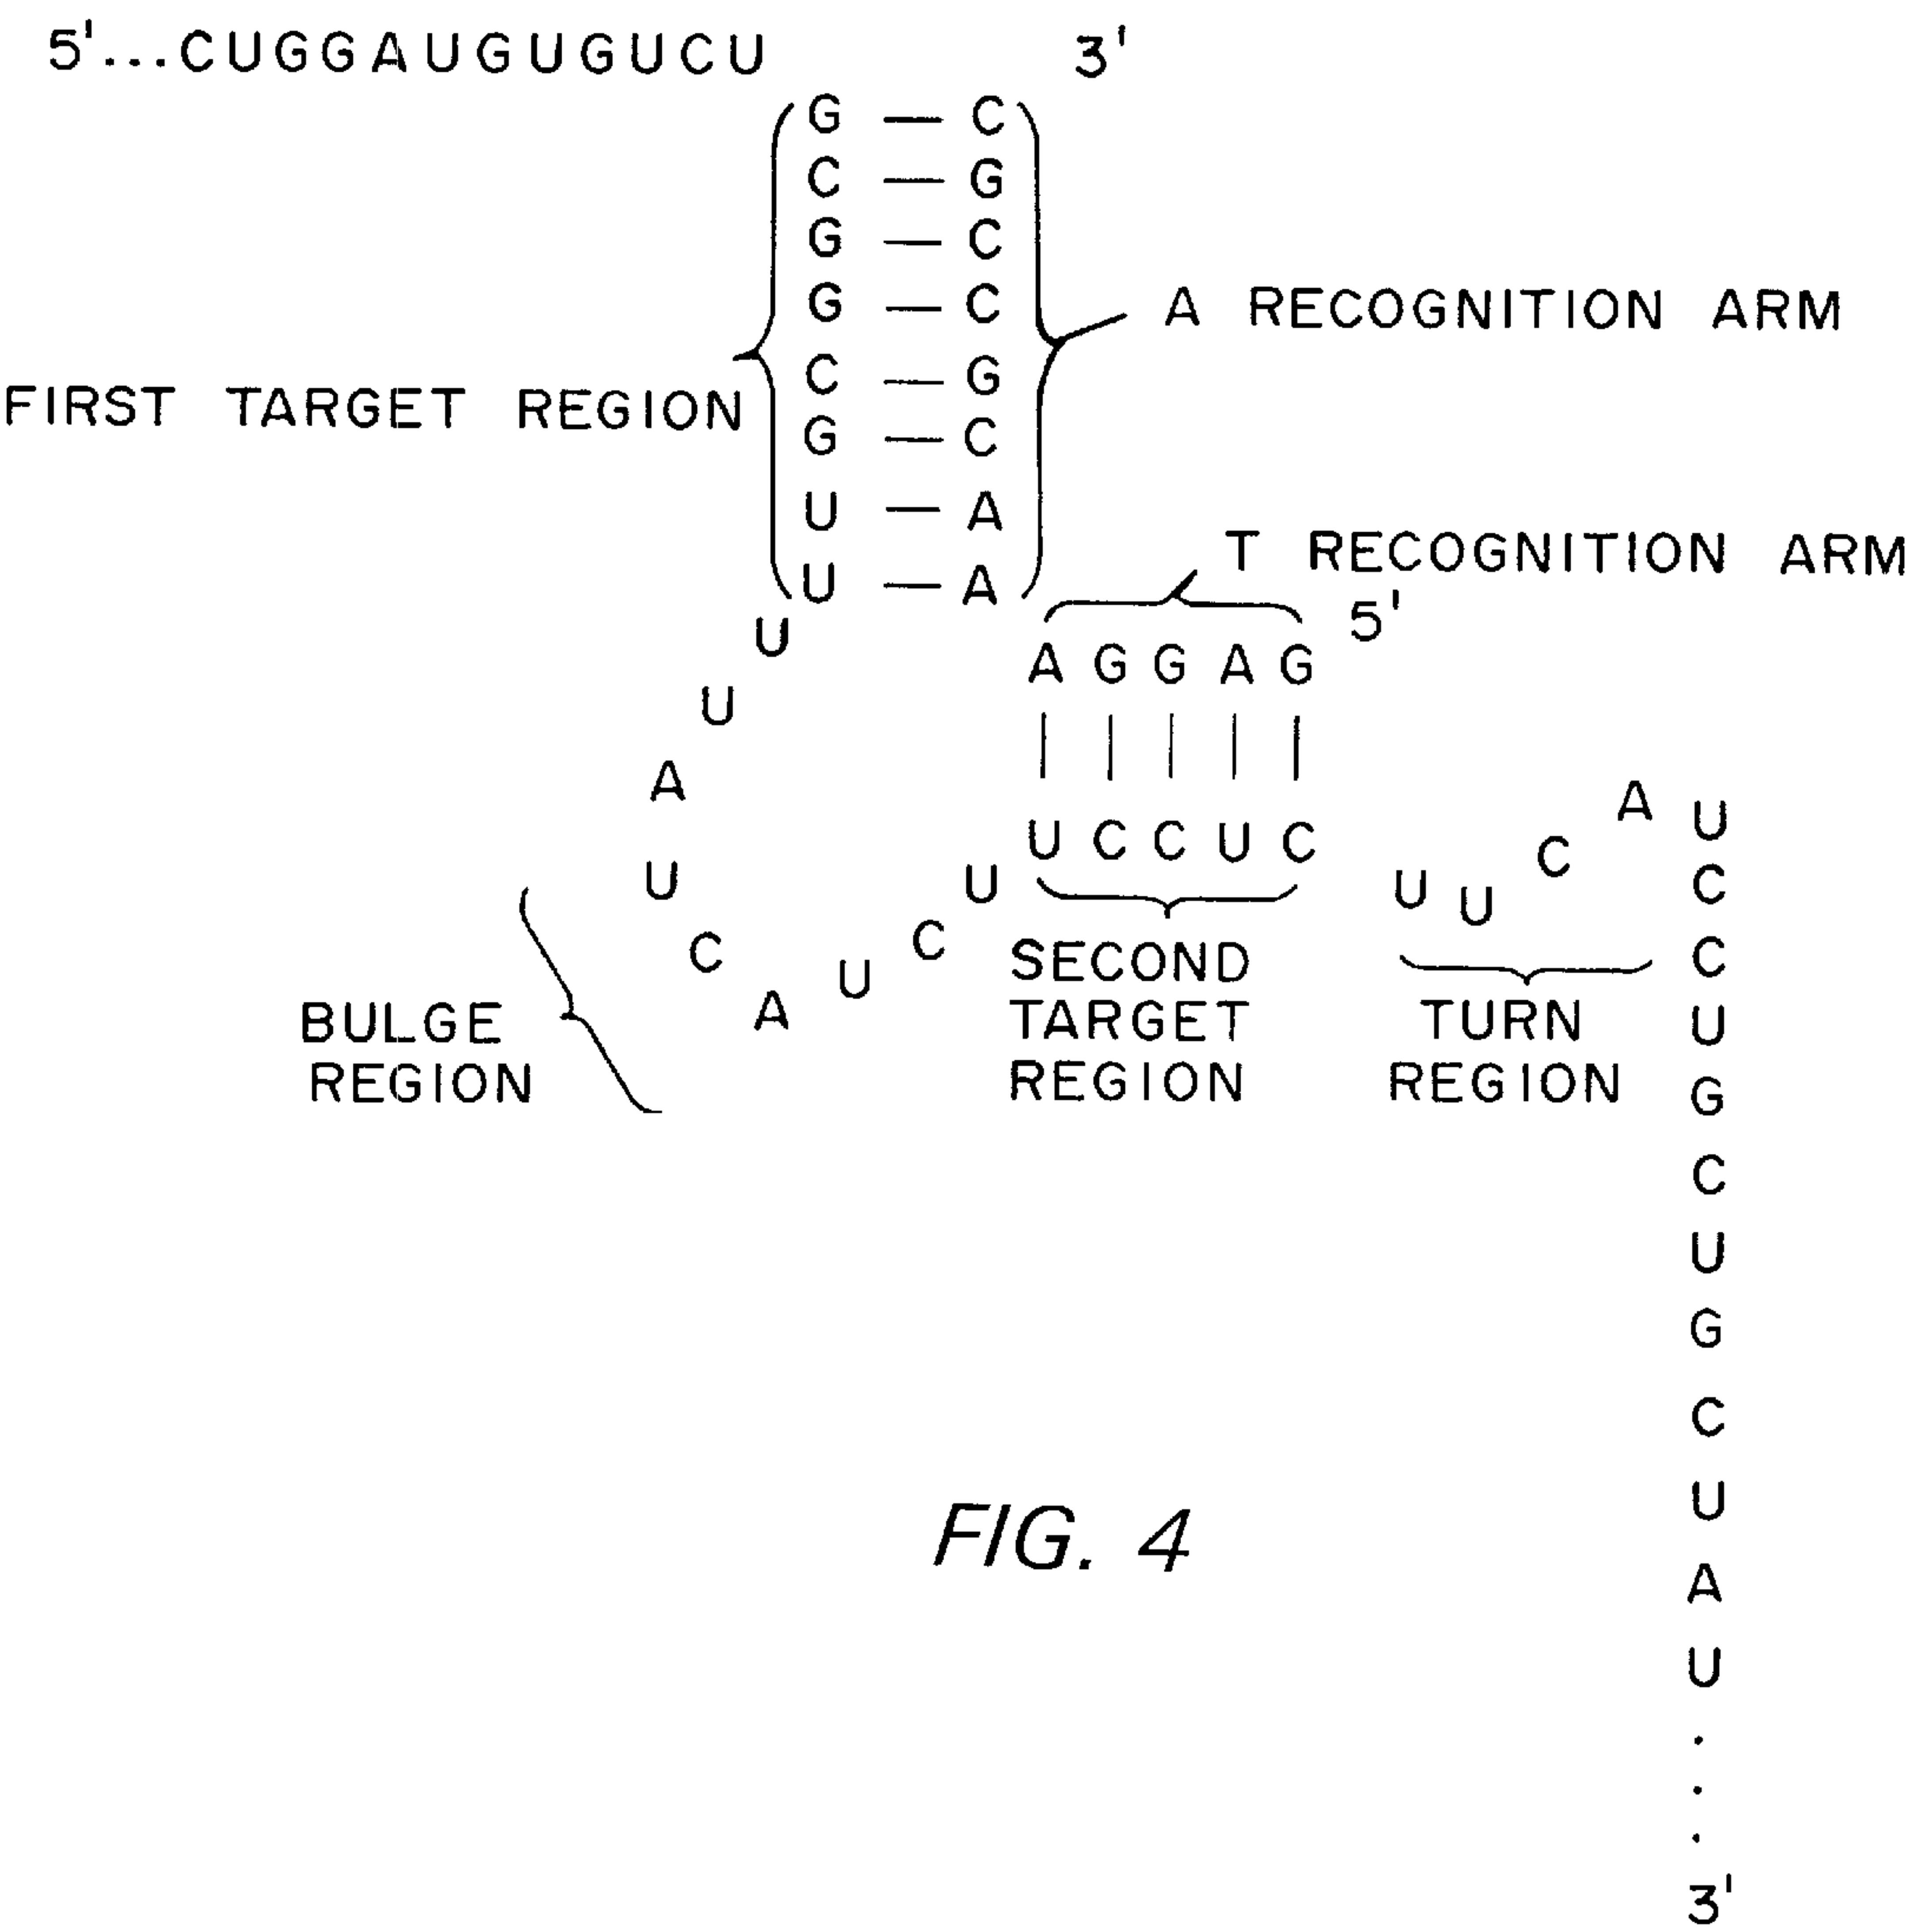 5'...CUGGAUGUGUCU 3'
G — C
C — G
G — C
G — C
C — G
G — C
U — A
U — A
A RECOGNITION ARM
FIRST TARGET REGION
T RECOGNITION ARM
5'
U
A G G A G
U
A
U
C
A
U
C
U
U C C U C
U
U
C
A
U
C
C
U
G
C
U
G
C
U
A
U
.
.
.
3'
BULGE
REGION
SECOND
TARGET
REGION
TURN
REGION
FIG. 4